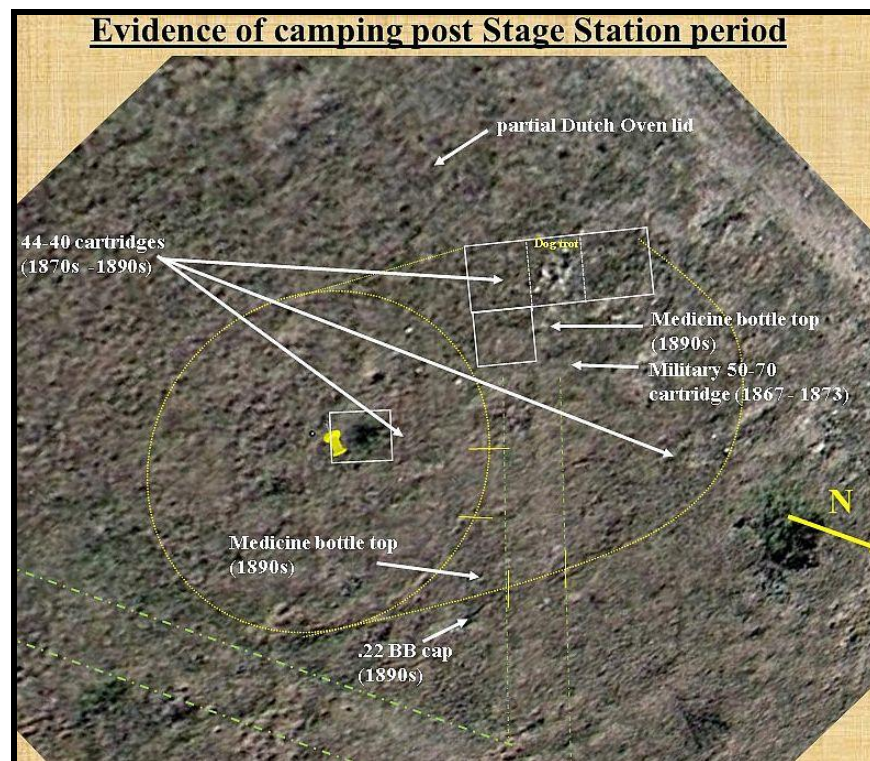 Evidence of camping post Stage Station period
partial Dutch Oven lid
44-40 cartridges
(1870s -1890s)
Dog trot
Medicine bottle top
(1890s)
Military 50-70
cartridge (1867 - 1873)
N
Medicine bottle top
(1890s)
.22 BB cap
(1890s)